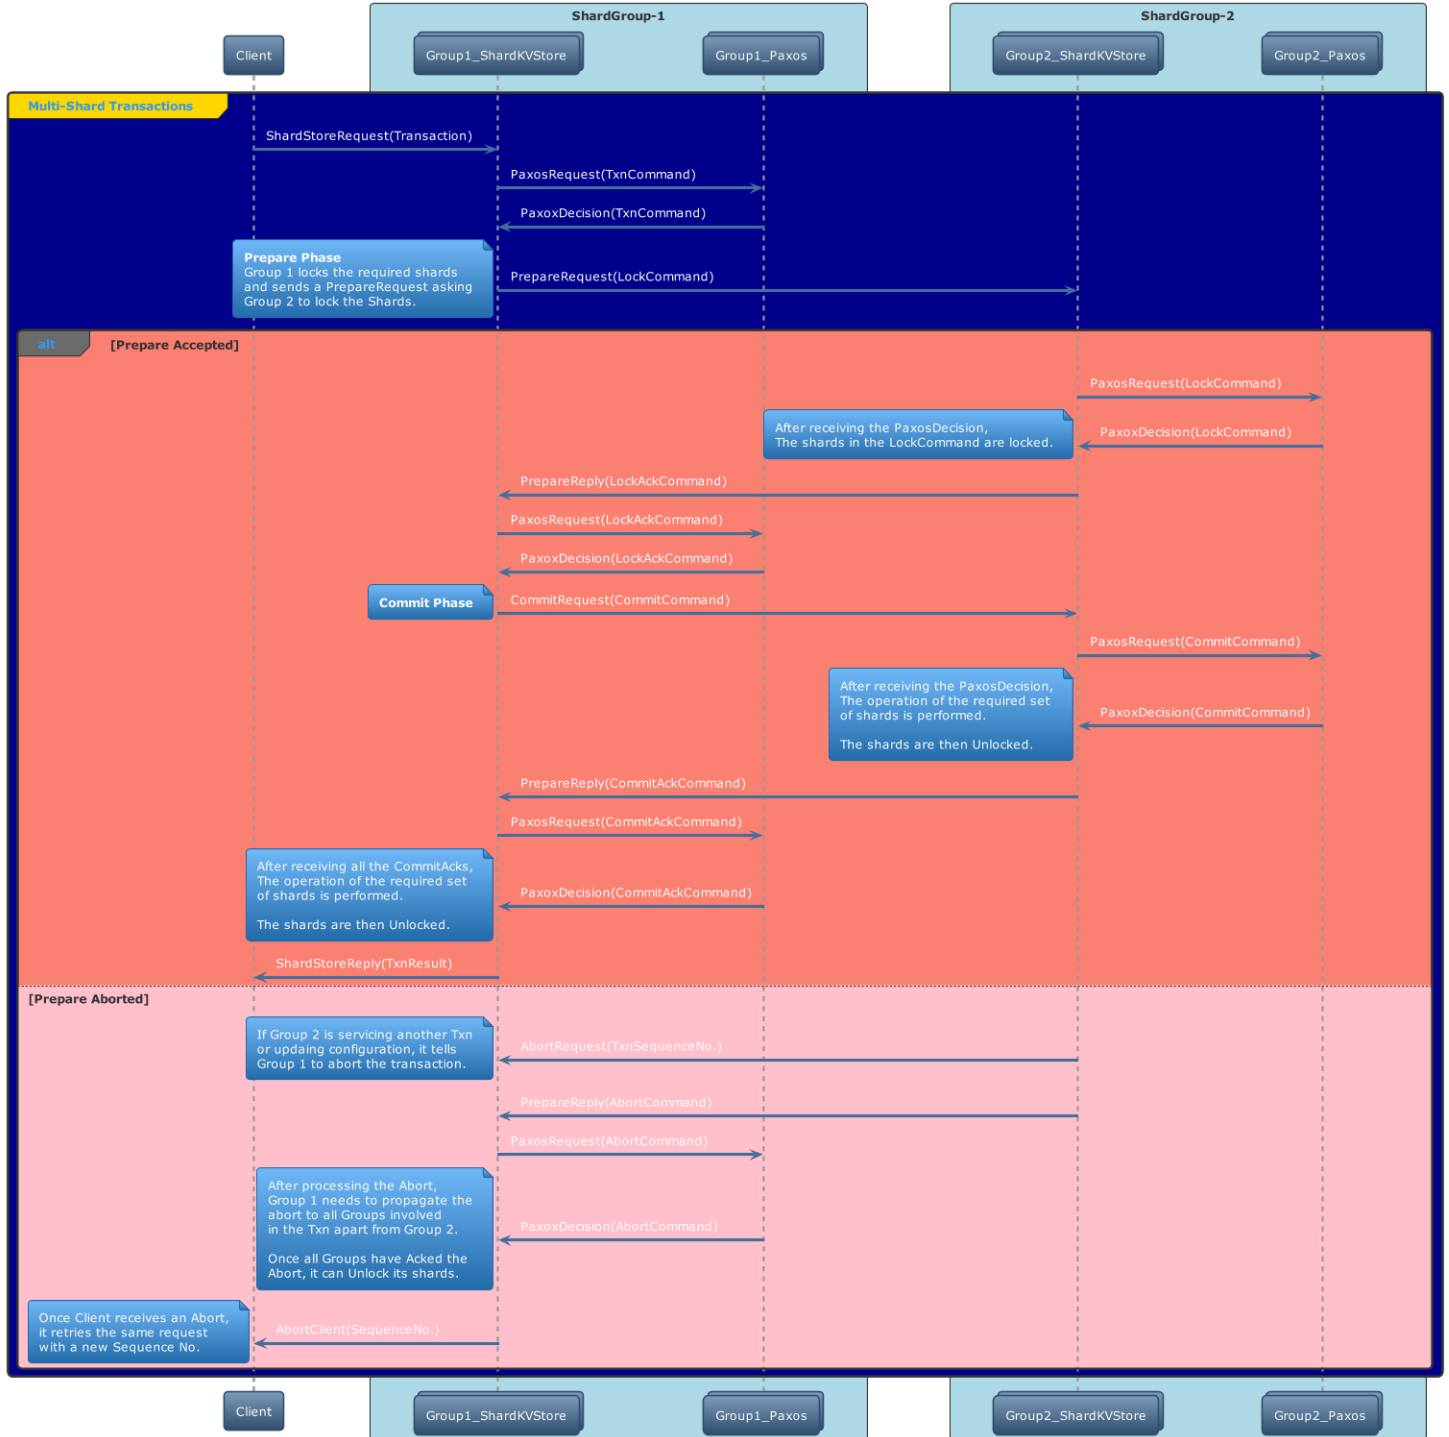 ShardGroup-1
ShardGroup-2
Client
Group1_ShardKVStore
Group1_Paxos
Group2_ShardKVStore
Group2_Paxos
Multi-Shard Transactions
ShardStoreRequest(Transaction)
PaxosRequest(TxnCommand)
PaxoxDecision(TxnCommand)
Prepare Phase
Group 1 locks the required shards
and sends a PrepareRequest asking
Group 2 to lock the Shards.
PrepareRequest(LockCommand)
alt
[Prepare Accepted]
PaxosRequest(LockCommand)
After receiving the PaxosDecision,
The shards in the LockCommand are locked.
PaxoxDecision(LockCommand)
PrepareReply(LockAckCommand)
PaxosRequest(LockAckCommand)
PaxoxDecision(LockAckCommand)
Commit Phase
CommitRequest(CommitCommand)
PaxosRequest(CommitCommand)
After receiving the PaxosDecision,
The operation of the required set
of shards is performed.
The shards are then Unlocked.
PaxoxDecision(CommitCommand)
PrepareReply(CommitAckCommand)
PaxosRequest(CommitAckCommand)
After receiving all the CommitAcks,
The operation of the required set
of shards is performed.
The shards are then Unlocked.
PaxoxDecision(CommitAckCommand)
ShardStoreReply(TxnResult)
[Prepare Aborted]
If Group 2 is servicing another Txn
or updaing configuration, it tells
Group 1 to abort the transaction.
AbortRequest(TxnSequenceNo.)
PrepareReply(AbortCommand)
PaxosRequest(AbortCommand)
After processing the Abort,
Group 1 needs to propagate the
abort to all Groups involved
in the Txn apart from Group 2.
Once all Groups have Acked the
Abort, it can Unlock its shards.
PaxoxDecision(AbortCommand)
Once Client receives an Abort,
it retries the same request
with a new Sequence No.
AbortClient(SequenceNo.)
Client
Group1_ShardKVStore
Group1_Paxos
Group2_ShardKVStore
Group2_Paxos